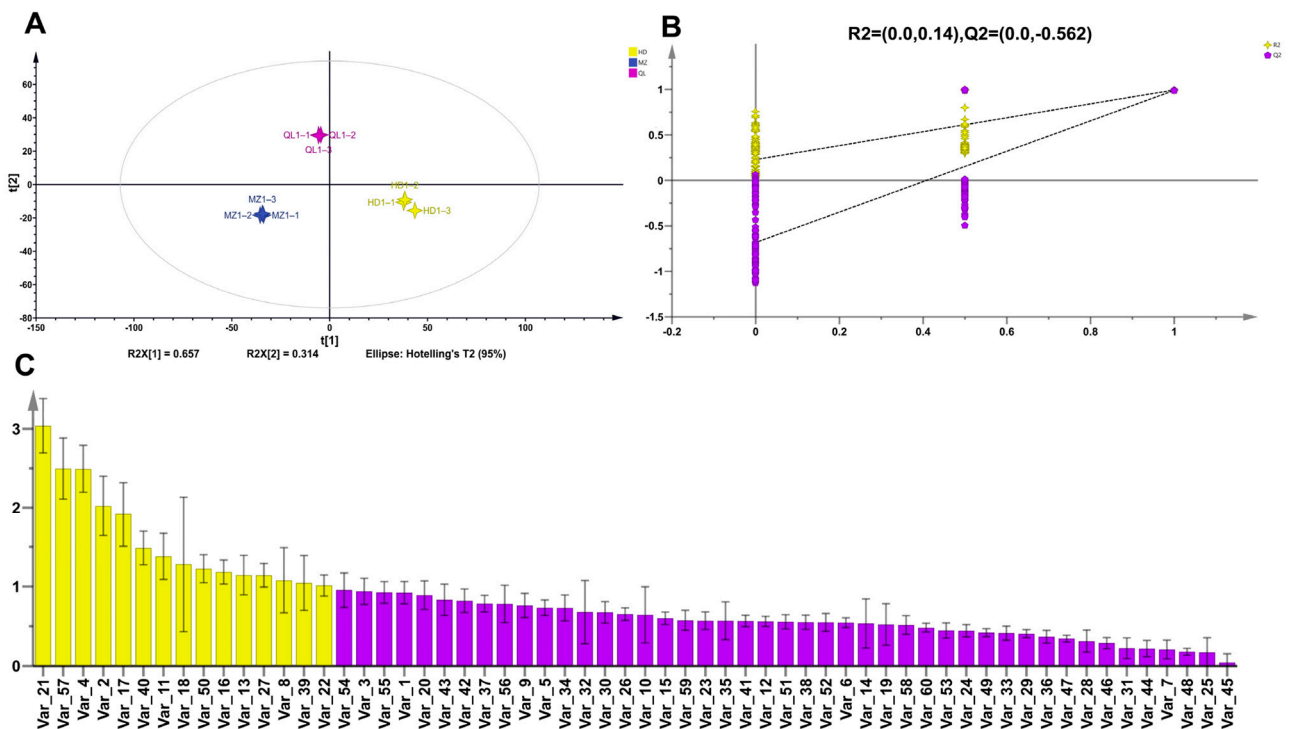 A
HD
MZ
QL
60
40
20
0
-20
-40
-60
-80
-150
-100
-50
0
50
100
t[2]
t[1]
QL1–1
QL1–2
QL1–3
HD1–2
HD1–1
HD1–3
MZ1–3
MZ1–2
MZ1–1
R2X[1] = 0.657
R2X[2] = 0.314
Ellipse: Hotelling's T2 (95%)
B
R2=(0.0,0.14),Q2=(0.0,-0.562)
R2
Q2
1
0.5
0
-0.5
-1
-1.5
-0.2
0
0.2
0.4
0.6
0.8
1
C
3
2
1
0
Var_21
Var_57
Var_4
Var_2
Var_17
Var_40
Var_11
Var_18
Var_50
Var_16
Var_13
Var_27
Var_8
Var_39
Var_22
Var_54
Var_3
Var_55
Var_1
Var_20
Var_43
Var_42
Var_37
Var_56
Var_9
Var_5
Var_34
Var_32
Var_30
Var_26
Var_10
Var_15
Var_59
Var_23
Var_35
Var_41
Var_12
Var_51
Var_38
Var_52
Var_6
Var_14
Var_19
Var_58
Var_60
Var_53
Var_24
Var_49
Var_33
Var_29
Var_36
Var_47
Var_28
Var_46
Var_31
Var_44
Var_7
Var_48
Var_25
Var_45